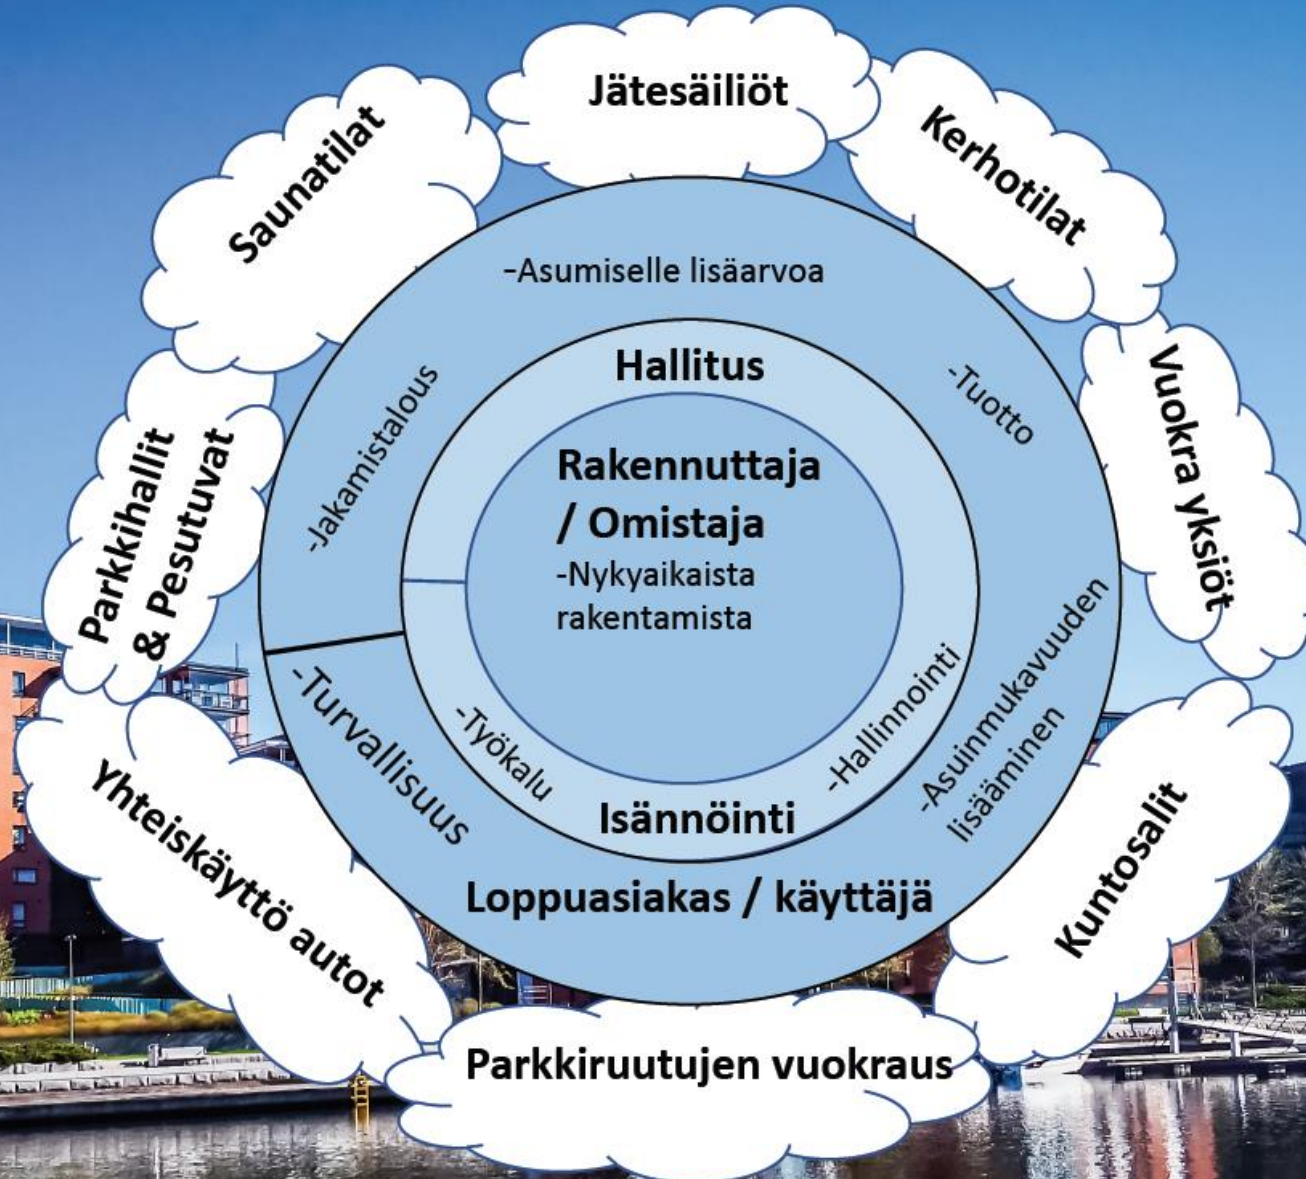 Jätesäiliöt
Kerhotilat
Vuokra yksiöt
Kuntosalit
Parkkiruutujen vuokraus
Yhteiskäyttö autot
Parkkihallit
& Pesutuvat
Saunatilat
-Asumiselle lisäarvoa
-Tuotto
-Asuinmukavuuden
lisääminen
Loppuasiakas / käyttäjä
-Turvallisuus
-Jakamistalous
Hallitus
-Hallinnointi
Isännöinti
-Työkalu
Rakennuttaja
/ Omistaja
-Nykyaikaista
rakentamista